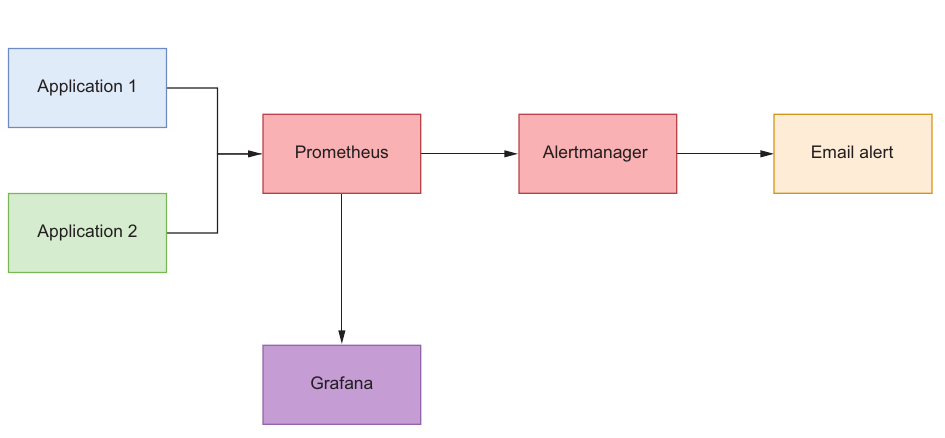 Application 1
Prometheus
Alertmanager
Email alert
Application 2
Grafana